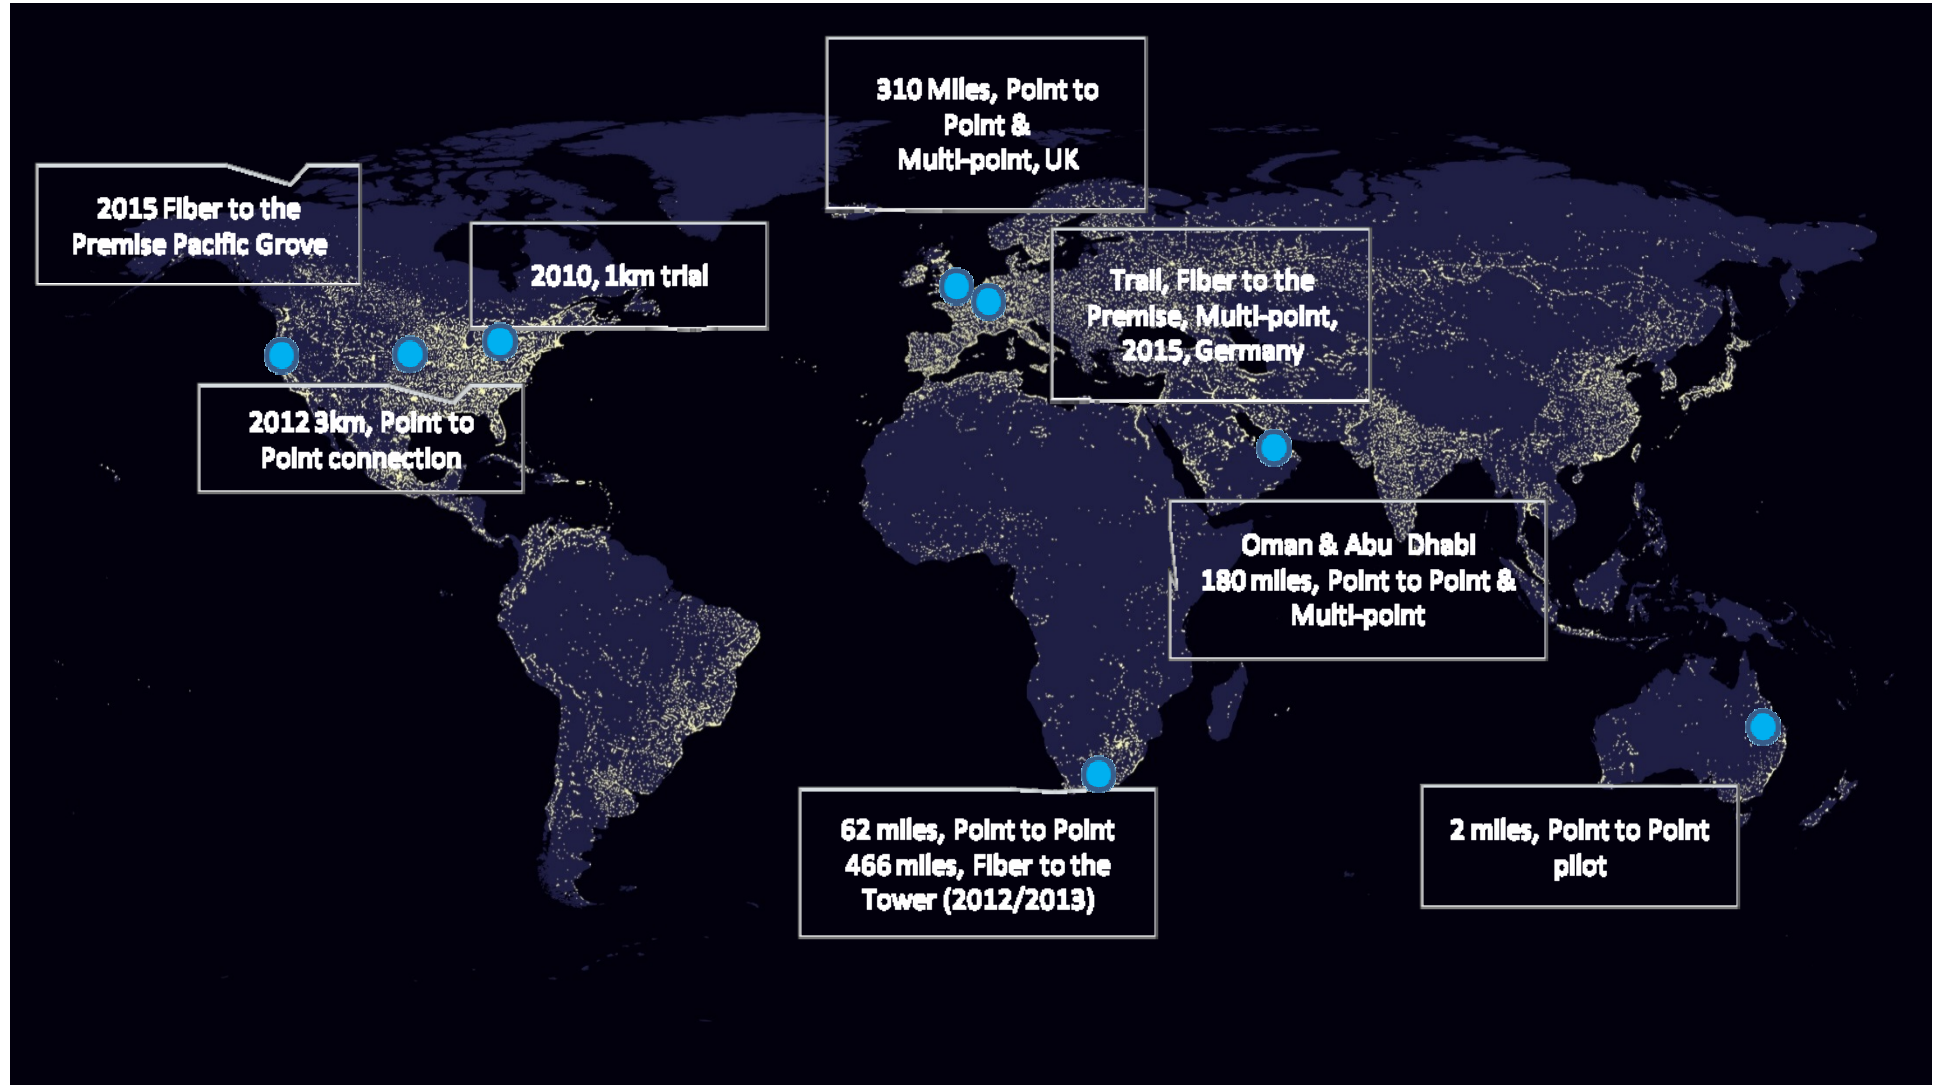 310 Miles, Point to
Point &
Multi-point, UK
2015 Fiber to the
Premise Pacific Grove
2010, 1km trial
Trail, Fiber to the
Premise, Multi-point,
2015, Germany
2012 3km, Point to
Point connection
Oman & Abu Dhabi
180 miles, Point to Point &
Multi-point
62 miles, Point to Point
466 miles, Fiber to the
Tower (2012/2013)
2 miles, Point to Point
pilot